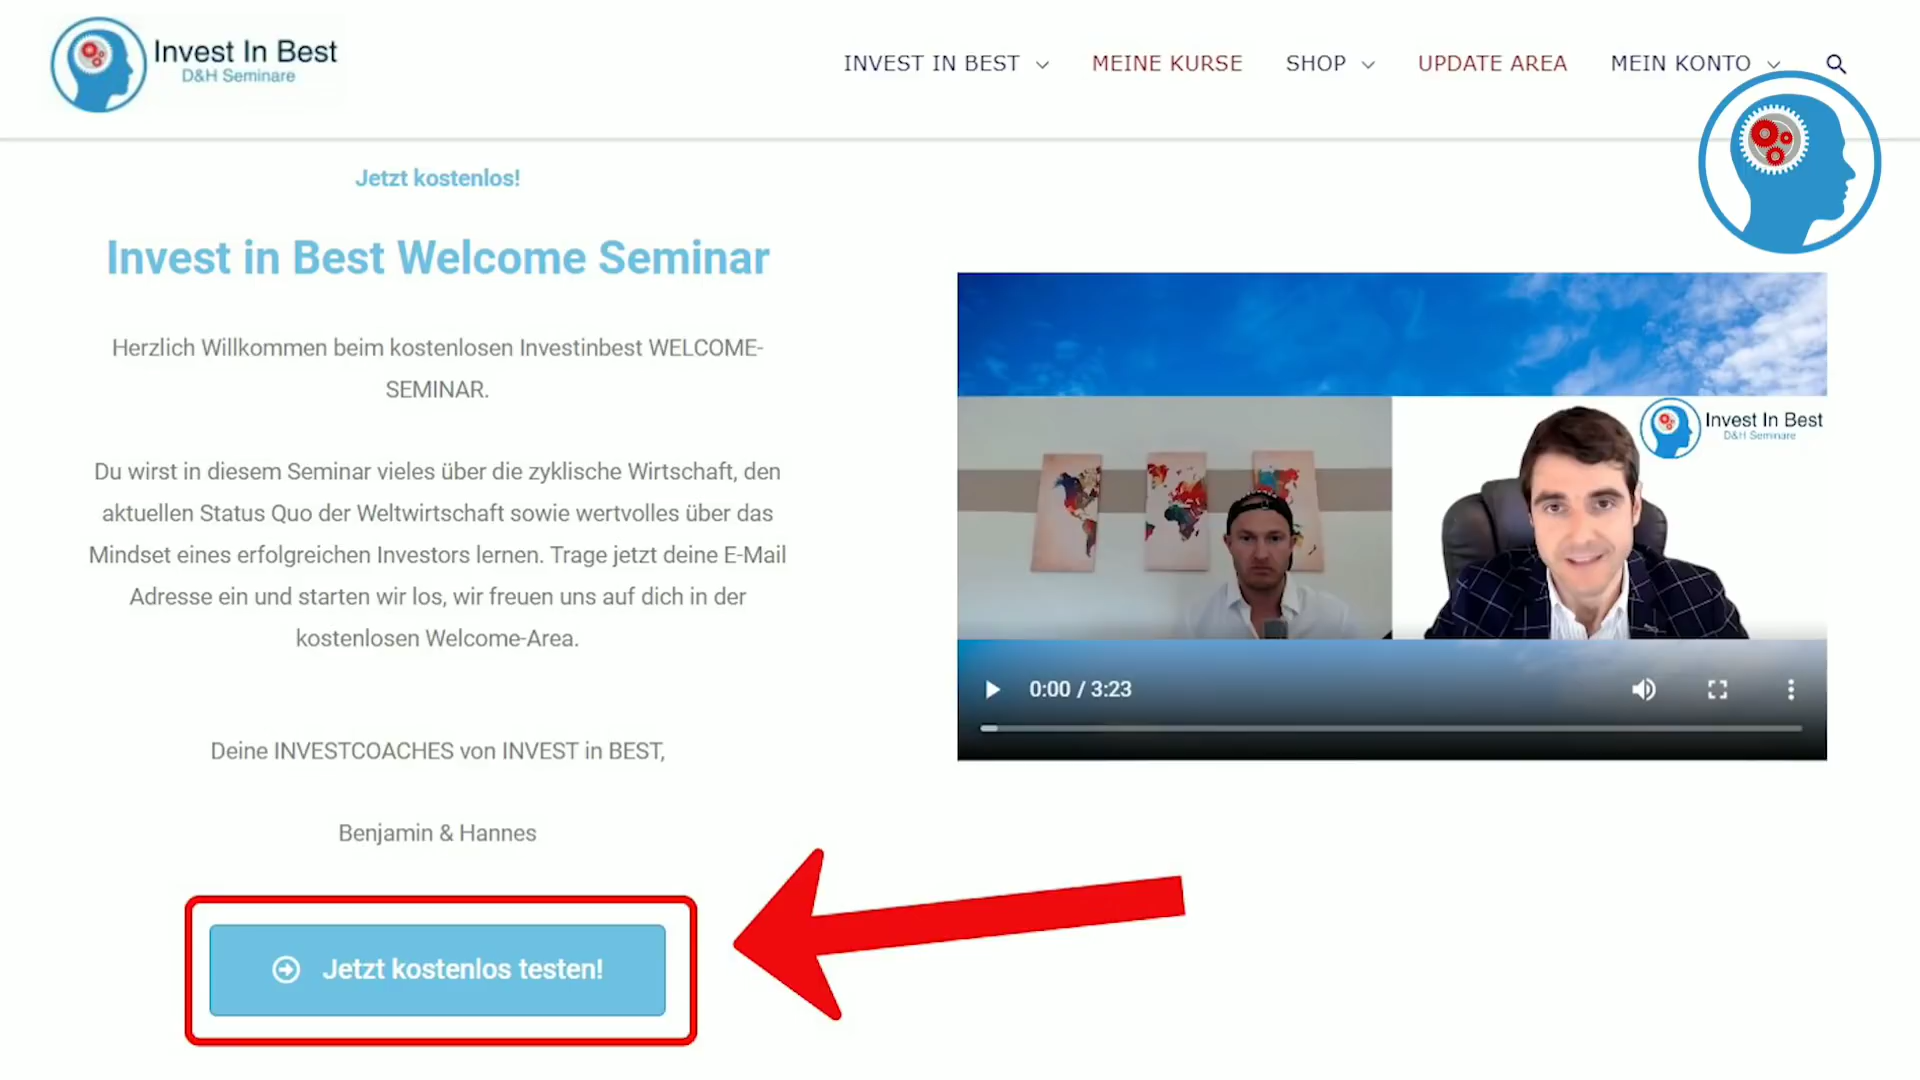 Invest In Best
D&H Seminare
INVEST IN BEST
MEINE KURSE
SHOP
UPDATE AREA
MEIN KONTO
Jetzt kostenlos!
Invest in Best Welcome Seminar
Herzlich Willkommen beim kostenlosen Investinbest WELCOME-
SEMINAR.
Du wirst in diesem Seminar vieles über die zyklische Wirtschaft, den
aktuellen Status Quo der Weltwirtschaft sowie wertvolles über das
Mindset eines erfolgreichen Investors lernen. Trage jetzt deine E-Mail
Adresse ein und starten wir los, wir freuen uns auf dich in der
kostenlosen Welcome-Area.
Deine INVESTCOACHES von INVEST in BEST,
Benjamin & Hannes
Jetzt kostenlos testen!
Invest In Best
D&H Seminare
0:00 / 3:23